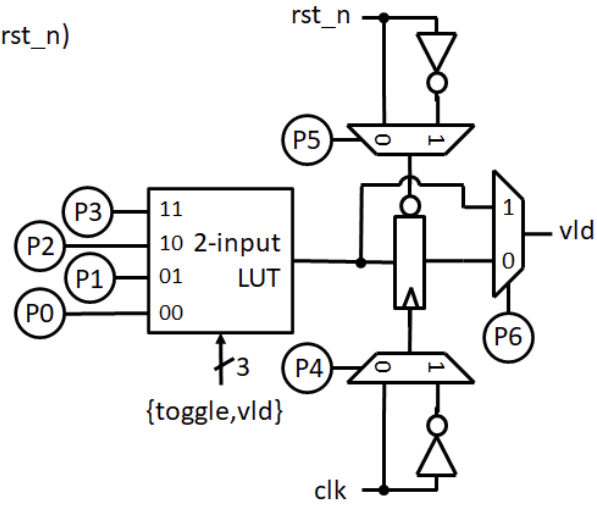 rst_n
rst_n)
P5
0
1
P3
11
P2
10
2-input
1
P1
01
LUT
0
vld
P0
00
P6
3
P4
0
1
{toggle,vld}
clk